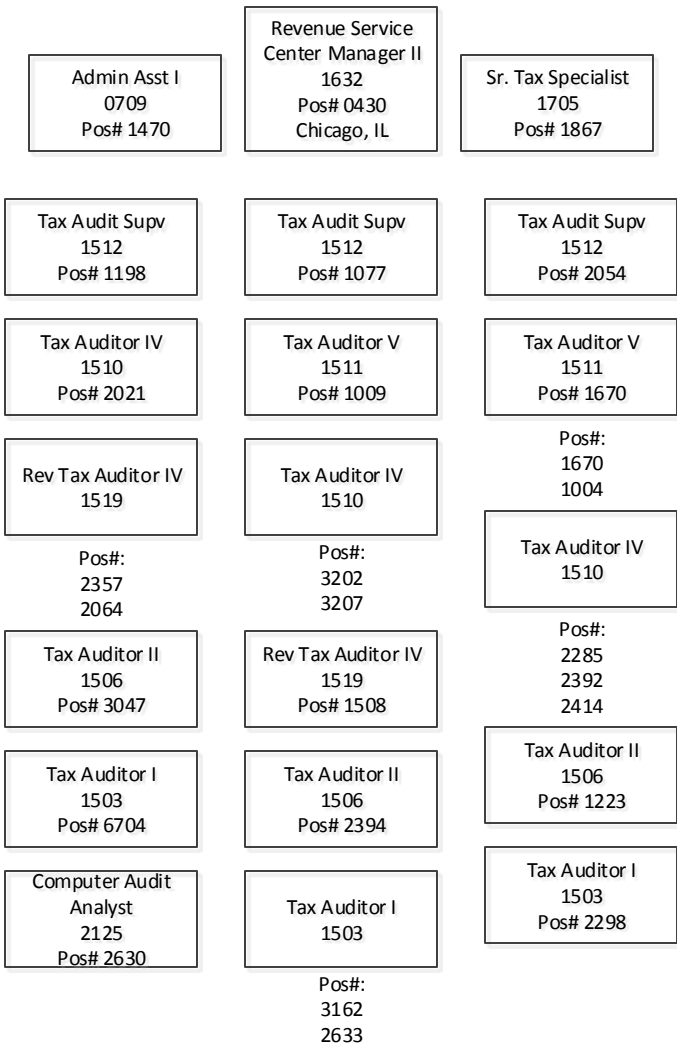 Revenue Service
Center Manager II
1632
Pos# 0430
Chicago, IL
Admin Asst I
0709
Pos# 1470
Sr. Tax Specialist
1705
Pos# 1867
Tax Audit Supv
1512
Pos# 1198
Tax Auditor IV
1510
Pos# 2021
Rev Tax Auditor IV
1519
Pos#:
2357
2064
Tax Auditor II
1506
Pos# 3047
Tax Auditor I
1503
Pos# 6704
Computer Audit
Analyst
2125
Pos# 2630
Tax Audit Supv
1512
Pos# 1077
Tax Auditor V
1511
Pos# 1009
Tax Auditor IV
1510
Pos#:
3202
3207
Rev Tax Auditor IV
1519
Pos# 1508
Tax Auditor II
1506
Pos# 2394
Tax Auditor I
1503
Pos#:
3162
2633
Tax Audit Supv
1512
Pos# 2054
Tax Auditor V
1511
Pos# 1670
Pos#:
1670
1004
Tax Auditor IV
1510
Pos#:
2285
2392
2414
Tax Auditor II
1506
Pos# 1223
Tax Auditor I
1503
Pos# 2298